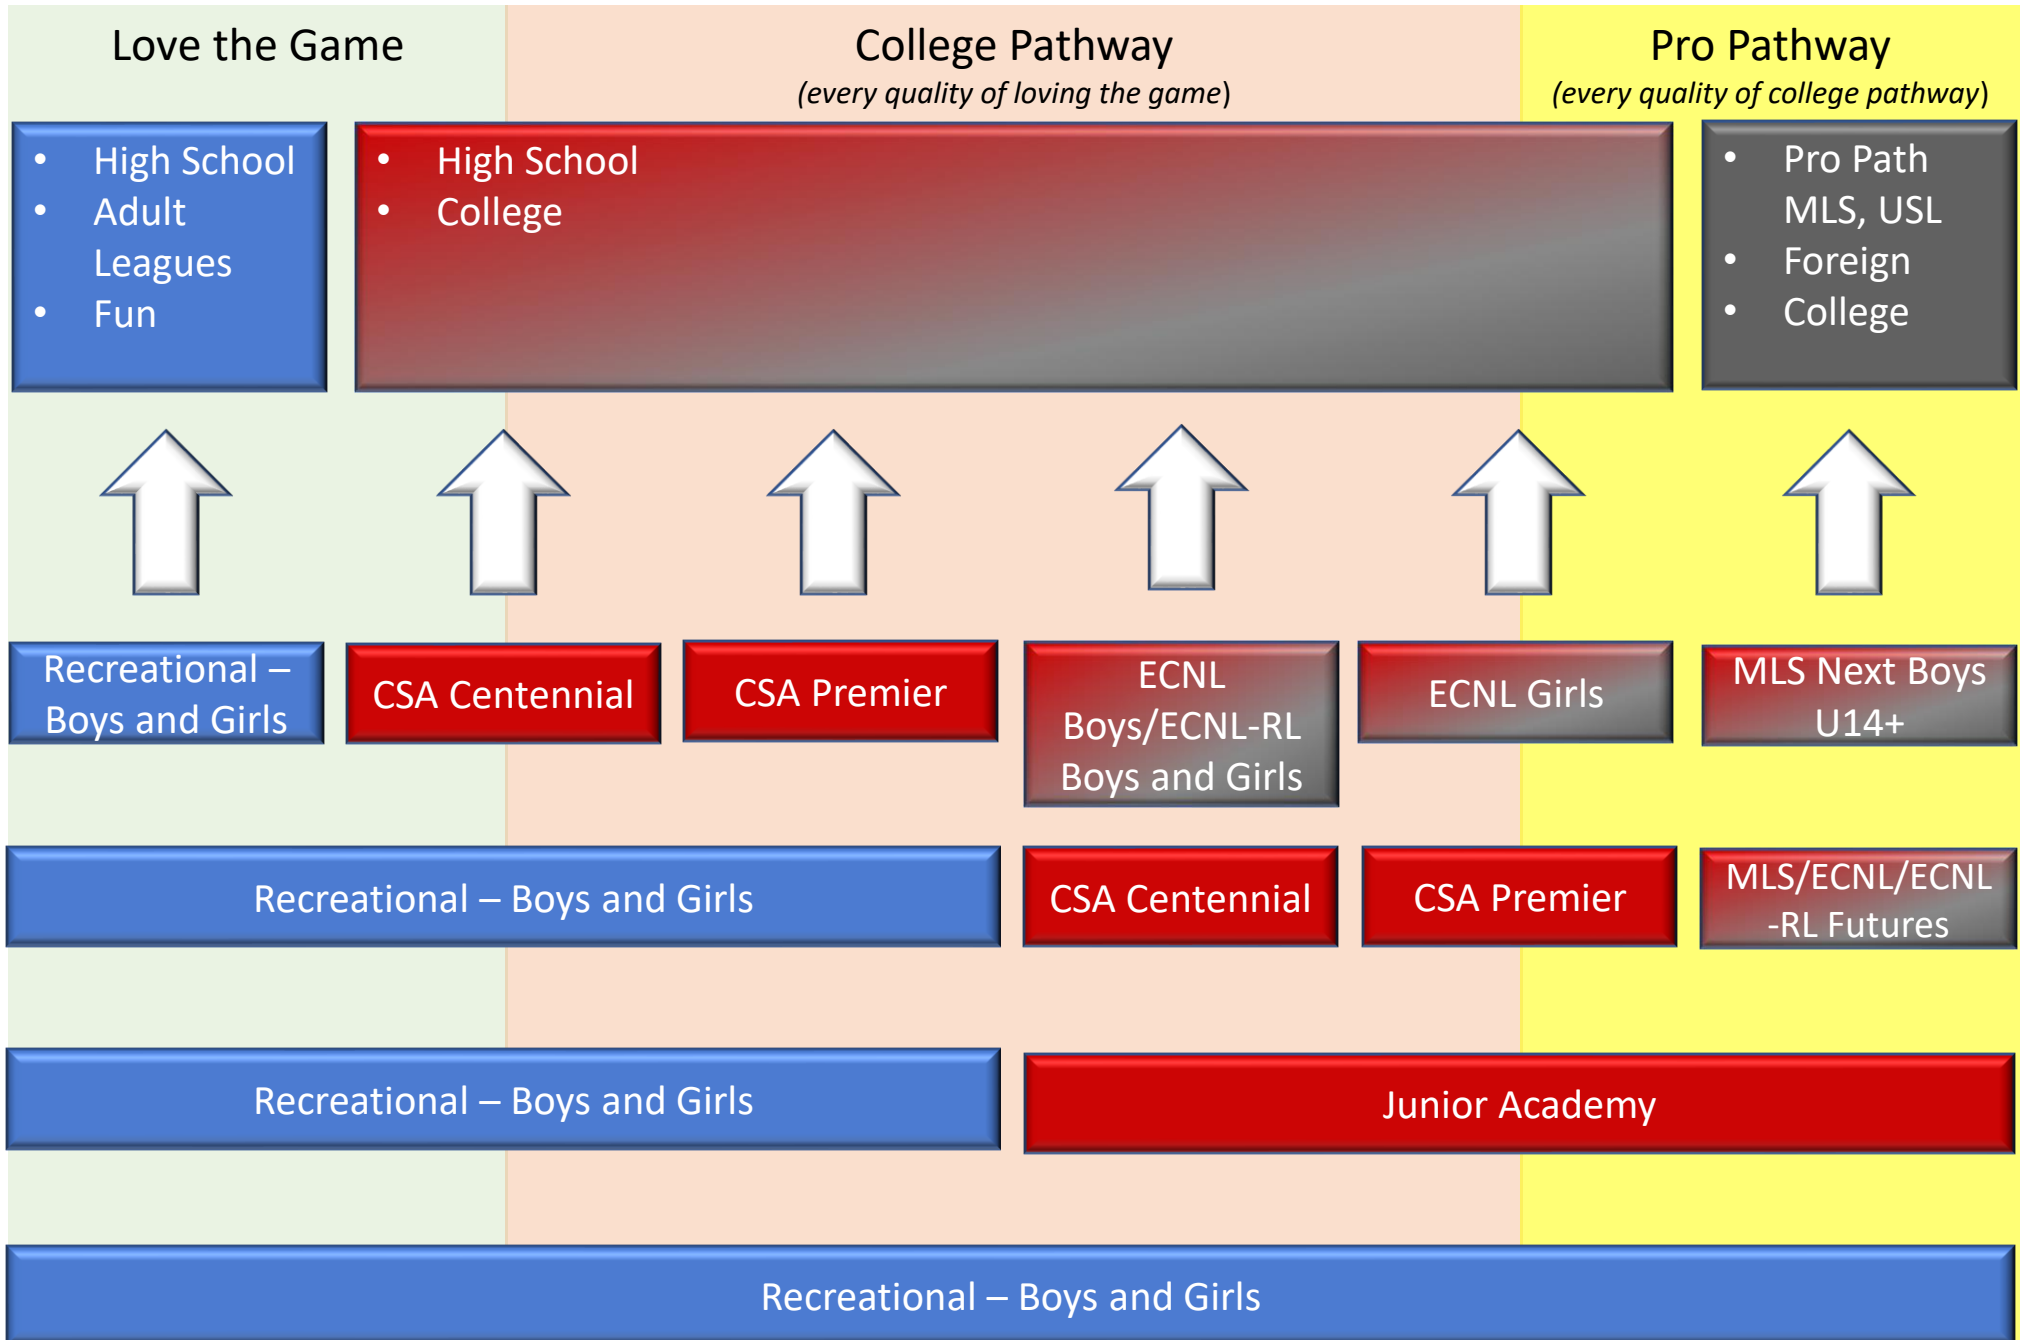 Love the Game
College Pathway
(every quality of loving the game)
Pro Pathway
(every quality of college pathway)
• High School
• Adult
Leagues
• Fun
• High School
• College
• Pro Path
MLS, USL
• Foreign
• College
Recreational –
Boys and Girls
CSA Centennial
CSA Premier
ECNL
Boys/ECNL-RL
Boys and Girls
ECNL Girls
MLS Next Boys
U14+
Recreational – Boys and Girls
CSA Centennial
CSA Premier
MLS/ECNL/ECNL
-RL Futures
Recreational – Boys and Girls
Junior Academy
Recreational – Boys and Girls